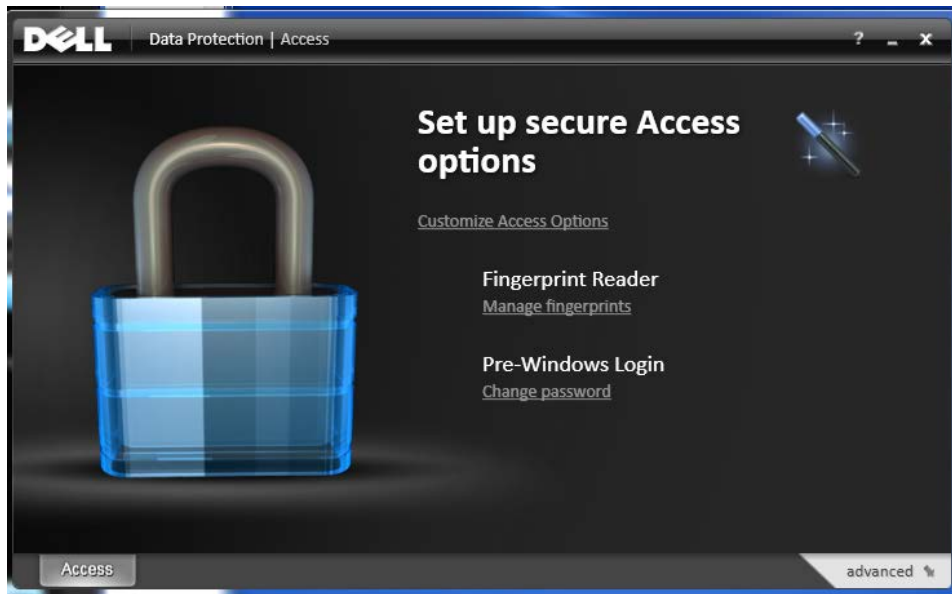 DELL Data Protection | Access
? _ x
Set up secure Access
options
Customize Access Options
Fingerprint Reader
Manage fingerprints
Pre-Windows Login
Change password
Access
advanced